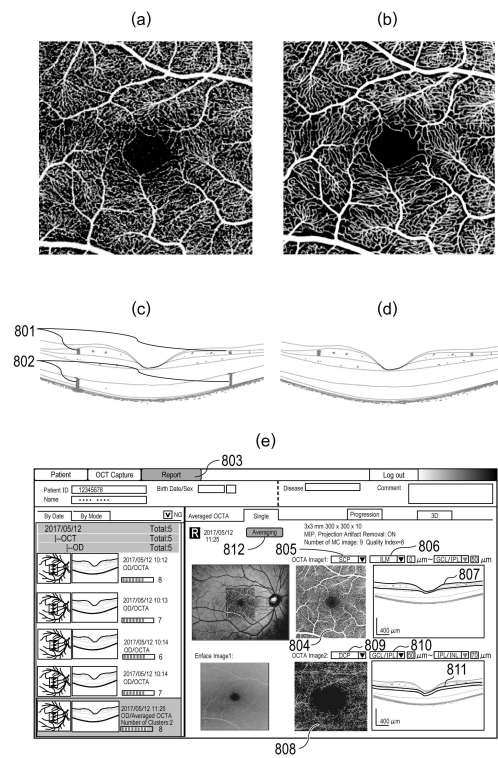 (a)
(b)
(c)
(d)
801
802
(e)
803
Patient
OCT Capture
Report
Log out
Patient ID 12345678
Birth Date/Sex
Disease
Comment
Name •••• ••••
By Date
By Mode
NG
Averaged OCTA
Single
Progression
3D
2017/05/12 Total:5
|--OCT Total:5
|--OD Total:5
2017/05/12 10:12
OD/OCTA
8
2017/05/12 10:13
OD/OCTA
7
2017/05/12 10:14
OD/OCTA
6
2017/05/12 10:14
OD/OCTA
7
2017/05/12 11:25
OD/Averaged OCTA
Number of Clusters:2
8
R 2017/05/12
11:25
Averaging
812
3x3 mm 300 x 300 x 10
MIP, Projection Artifact Removal: ON
Number of MC image: 9 Quality Index=8
805
806
OCTA Image1: SCP ILM 0 μm~ GCL/IPL μm
807
400 μm
804
809
810
Enface Image1:
OCTA Image2: DCP GCL/IPL μm~ IPL/INL μm
811
400 μm
808